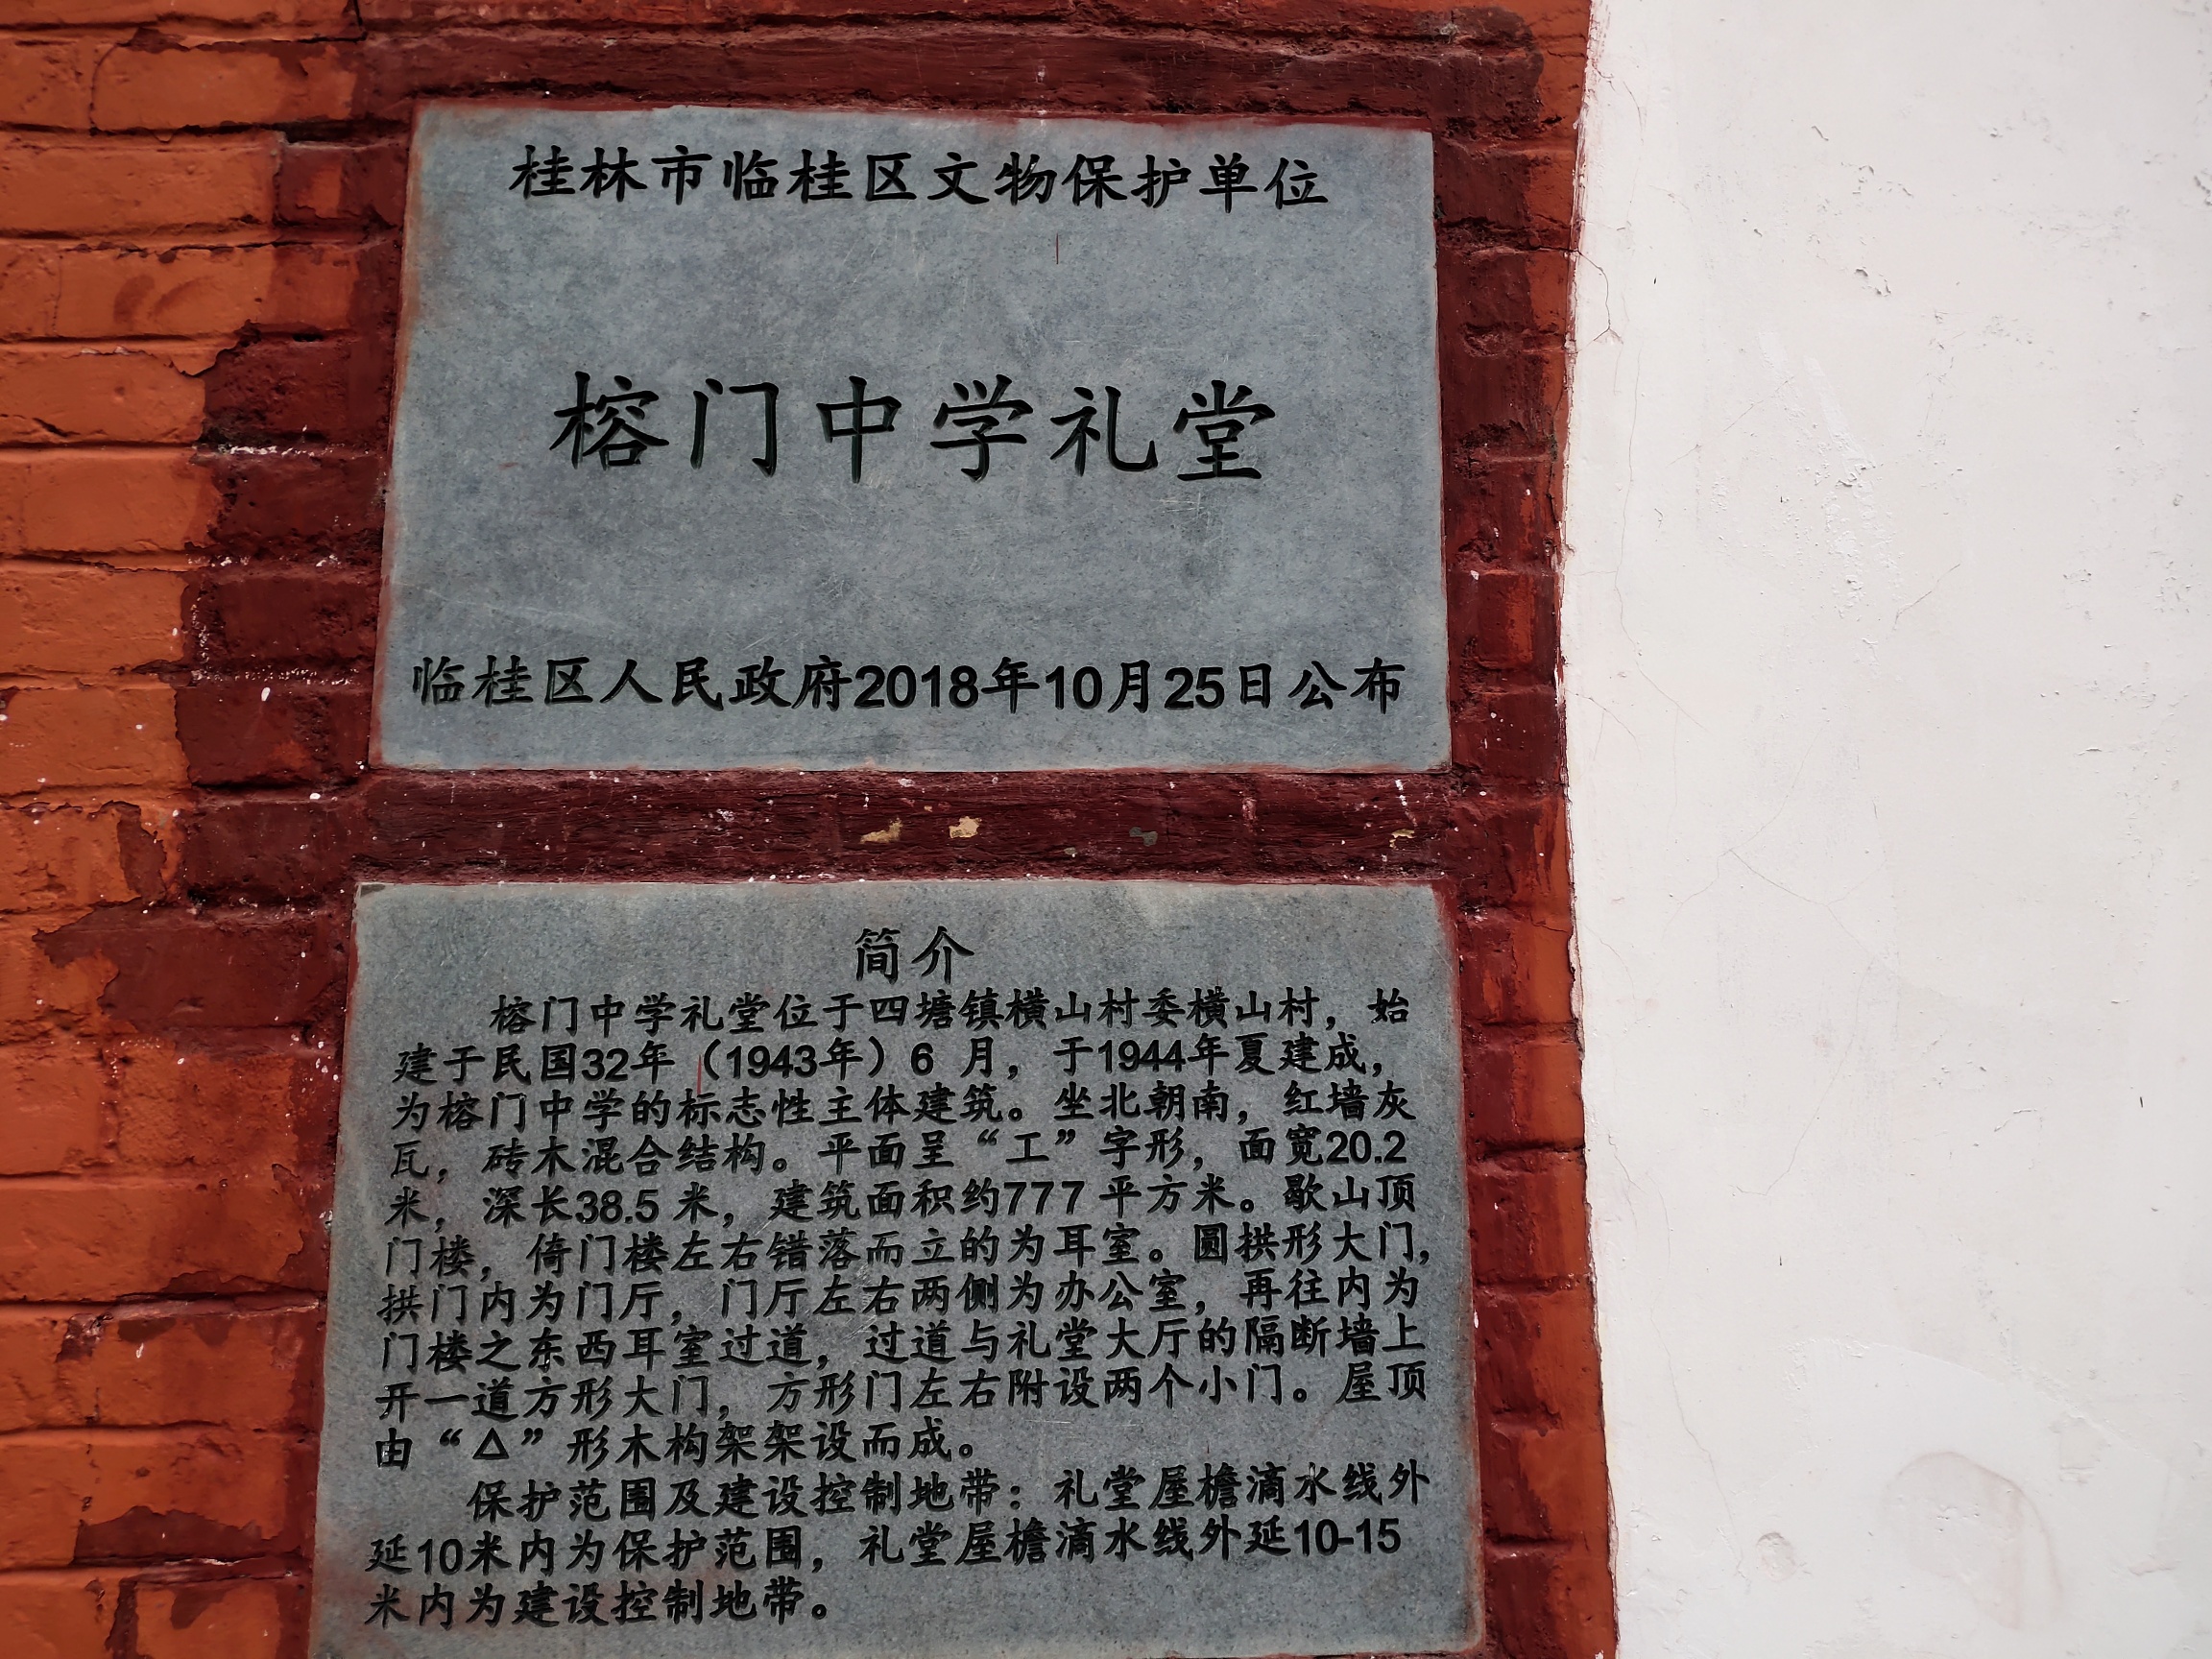 桂林市临桂区文物保护单位
榕门中学礼堂
临桂区人民政府2018年10月25日公布
简介
榕门中学礼堂位于四塘镇横山村委横山村，始
建于民国32年（1943年）6 月，于1944年夏建成，
为榕门中学的标志性主体建筑。坐北朝南，红墙灰
瓦，砖木混合结构。平面呈“工”字形，面宽20.2
米，深长38.5 米，建筑面积约777 平方米。歇山顶
门楼，倚门楼左右错落而立的为耳室。圆拱形大门，
拱门内为门厅，门厅左右两侧为办公室，再往内为
门楼之东西耳室过道，过道与礼堂大厅的隔断墙上
开一道方形大门，方形门左右附设两个小门。屋顶
由“△”形木构架架设而成。
保护范围及建设控制地带：礼堂屋檐滴水线外
延10米内为保护范围，礼堂屋檐滴水线外延10-15
米内为建设控制地带。